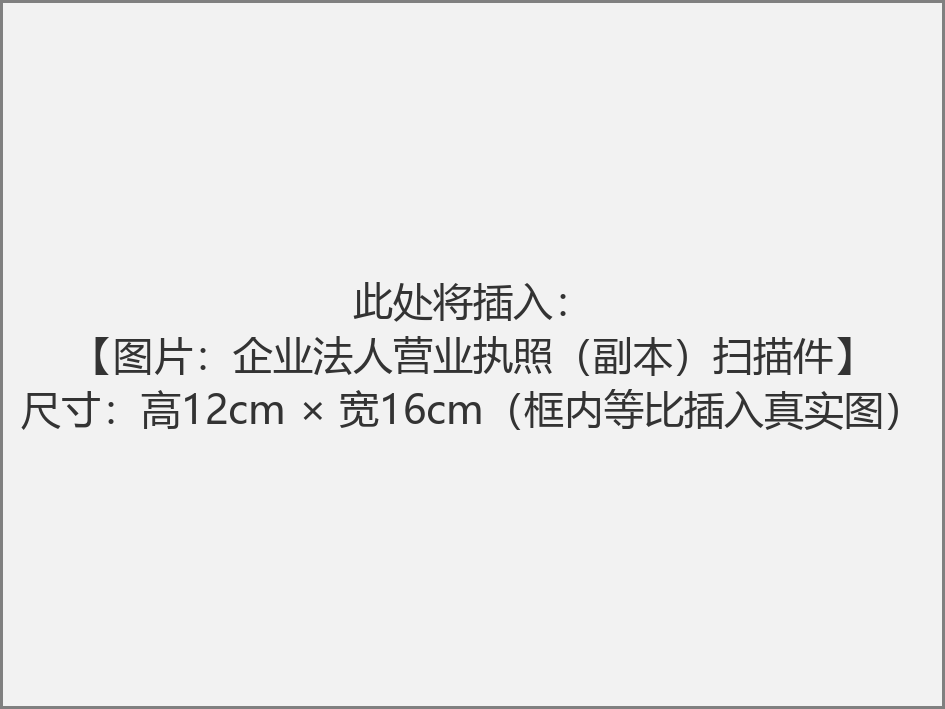 此处将插入：
【图片：企业法人营业执照（副本）扫描件】
尺寸：高12cm × 宽16cm（框内等比插入真实图）